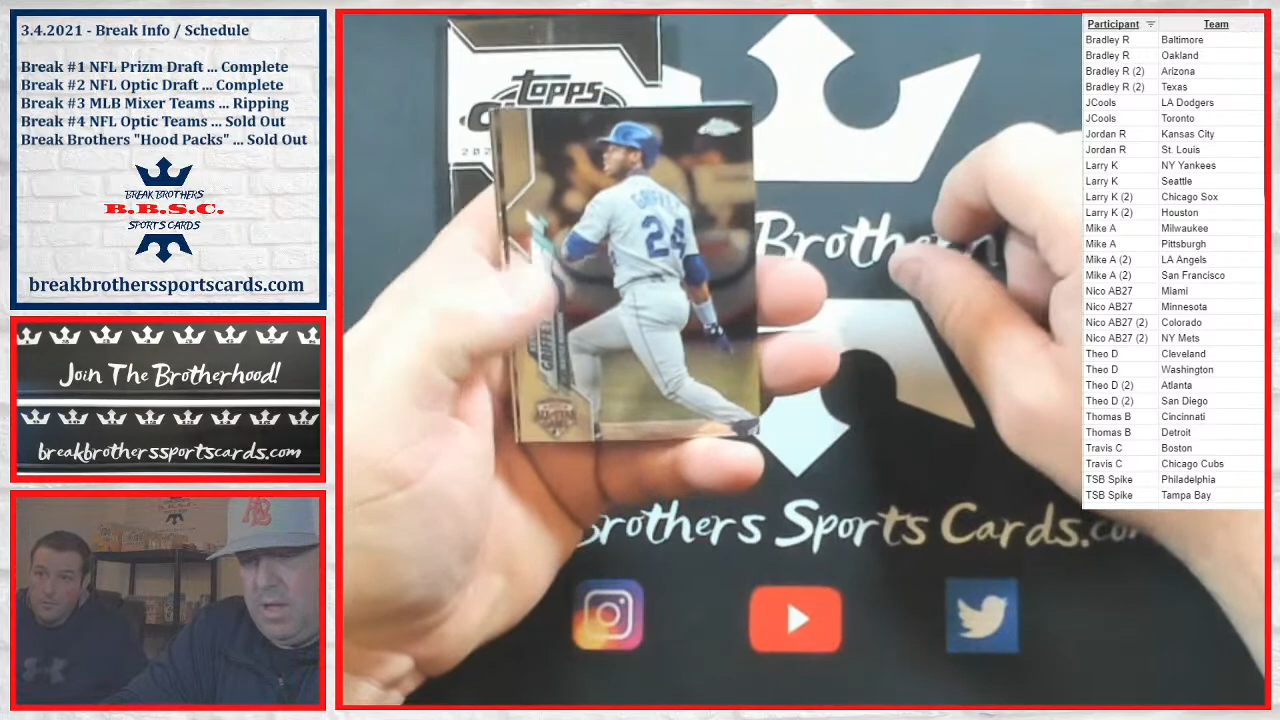 3.4.2021 - Break Info / Schedule
Break #1 NFL Prizm Draft ... Complete
Break #2 NFL Optic Draft ... Complete
Break #3 MLB Mixer Teams ... Ripping
Break #4 NFL Optic Teams ... Sold Out
Break Brothers "Hood Packs" ... Sold Out
BREAK BROTHERS
B.B.S.C.
SPORTS CARDS
breakbrotherssportscards.com
Join The Brotherhood!
breakbrotherssportscards.com
topps
24
Brothers Sports Cards.com
Participant Team
Bradley R Baltimore
Bradley R Oakland
Bradley R (2) Arizona
Bradley R (2) Texas
JCools LA Dodgers
JCools Toronto
Jordan R Kansas City
Jordan R St. Louis
Larry K NY Yankees
Larry K Seattle
Larry K (2) Chicago Sox
Larry K (2) Houston
Mike A Milwaukee
Mike A Pittsburgh
Mike A (2) LA Angels
Mike A (2) San Francisco
Nico AB27 Miami
Nico AB27 Minnesota
Nico AB27 (2) Colorado
Nico AB27 (2) NY Mets
Theo D Cleveland
Theo D Washington
Theo D (2) Atlanta
Theo D (2) San Diego
Thomas B Cincinnati
Thomas B Detroit
Travis C Boston
Travis C Chicago Cubs
TSB Spike Philadelphia
TSB Spike Tampa Bay